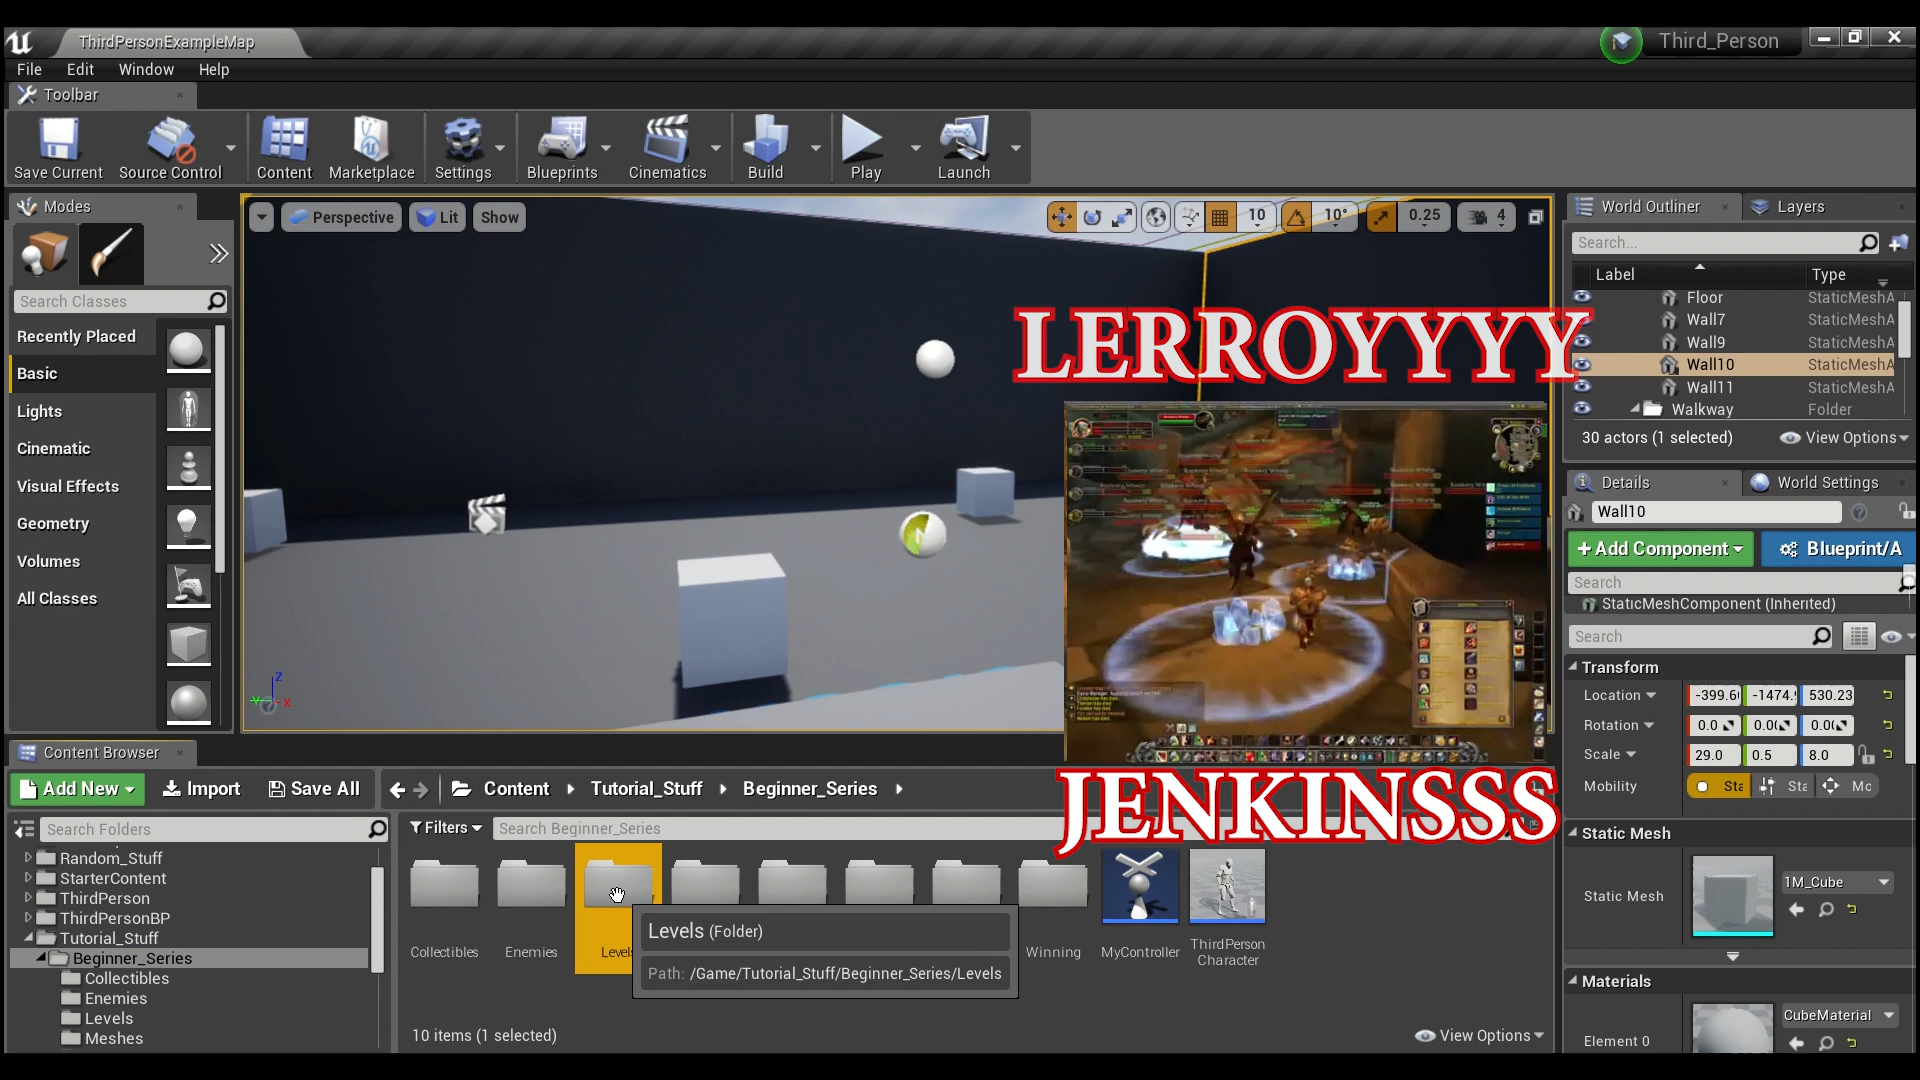 ThirdPersonExampleMap
Third_Person
File Edit Window Help
Toolbar
Save Current Source Control Content Marketplace Settings Blueprints Cinematics Build Play Launch
Modes
Search Classes
Recently Placed
Basic
Lights
Cinematic
Visual Effects
Geometry
Volumes
All Classes
Perspective Lit Show
10 10° 0.25 4
LERROYYYY
JENKINSSS
World Outliner Layers
Search...
Label Type
Floor StaticMeshA
Wall7 StaticMeshA
Wall9 StaticMeshA
Wall10 StaticMeshA
Wall11 StaticMeshA
Walkway Folder
30 actors (1 selected) View Options
Details World Settings
Wall10
+ Add Component Blueprint/A
Search
StaticMeshComponent (Inherited)
Search
Transform
Location -399.6 -1474. 530.23
Rotation 0.0 0.0 0.0
Scale 29.0 0.5 8.0
Mobility Sta Sta Mo
Static Mesh
Static Mesh 1M_Cube
Materials
Element 0 CubeMaterial
Content Browser
Add New Import Save All Content Tutorial_Stuff Beginner_Series
Search Folders
Random_Stuff
StarterContent
ThirdPerson
ThirdPersonBP
Tutorial_Stuff
Beginner_Series
Collectibles
Enemies
Levels
Meshes
Filters Search Beginner_Series
Collectibles Enemies Levels Winning MyController ThirdPerson
Character
Levels (Folder)
Path: /Game/Tutorial_Stuff/Beginner_Series/Levels
10 items (1 selected) View Options